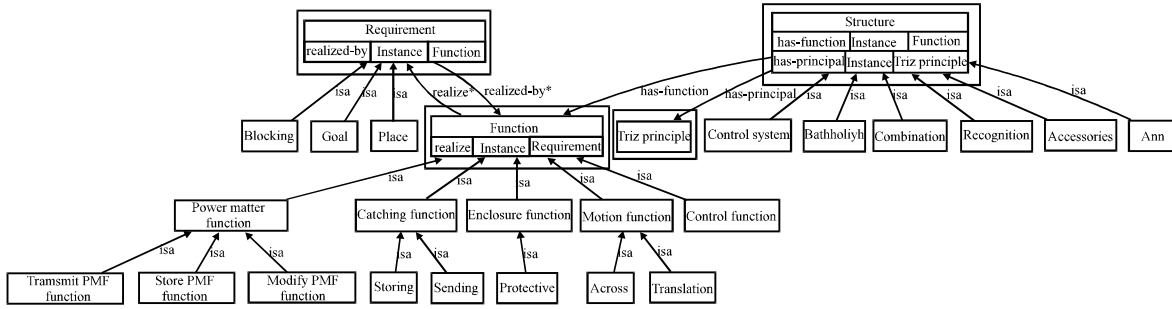 Requirement
realized-by Instance Function
Structure
has-function Instance Function
has-principal Instance Triz principle
isa isa isa
realize* realized-by*
has-function
has-principal
isa isa isa isa isa isa
Blocking Goal Place
Function
realize Instance Requirement
Triz principle
Control system Bathholiyh Combination Recognition Accessories Ann
isa isa isa isa isa
Power matter
function
Catching function Enclosure function Motion function Control function
isa isa isa isa isa isa isa isa
Tramsmit PMF
function
Store PMF
function
Modify PMF
function
Storing Sending Protective Across Translation